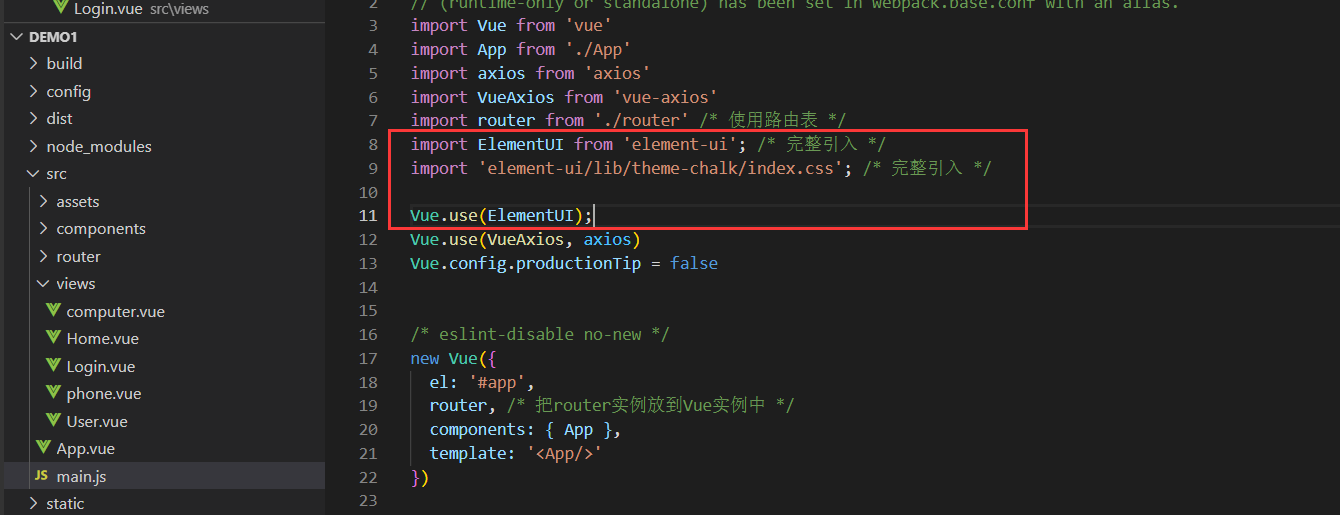 Login.vue src\views
DEMO1
build
config
dist
node_modules
src
assets
components
router
views
computer.vue
Home.vue
Login.vue
phone.vue
User.vue
App.vue
JS main.js
static
2 // (runtime-only or standalone) has been set in webpack.base.conf with an alias.
3 import Vue from 'vue'
4 import App from './App'
5 import axios from 'axios'
6 import VueAxios from 'vue-axios'
7 import router from './router' /* 使用路由表 */
8 import ElementUI from 'element-ui'; /* 完整引入 */
9 import 'element-ui/lib/theme-chalk/index.css'; /* 完整引入 */
10
11 Vue.use(ElementUI);
12 Vue.use(VueAxios, axios)
13 Vue.config.productionTip = false
14
15
16 /* eslint-disable no-new */
17 new Vue({
18 el: '#app',
19 router, /* 把router实例放到Vue实例中 */
20 components: { App },
21 template: '<App/>'
22 })
23